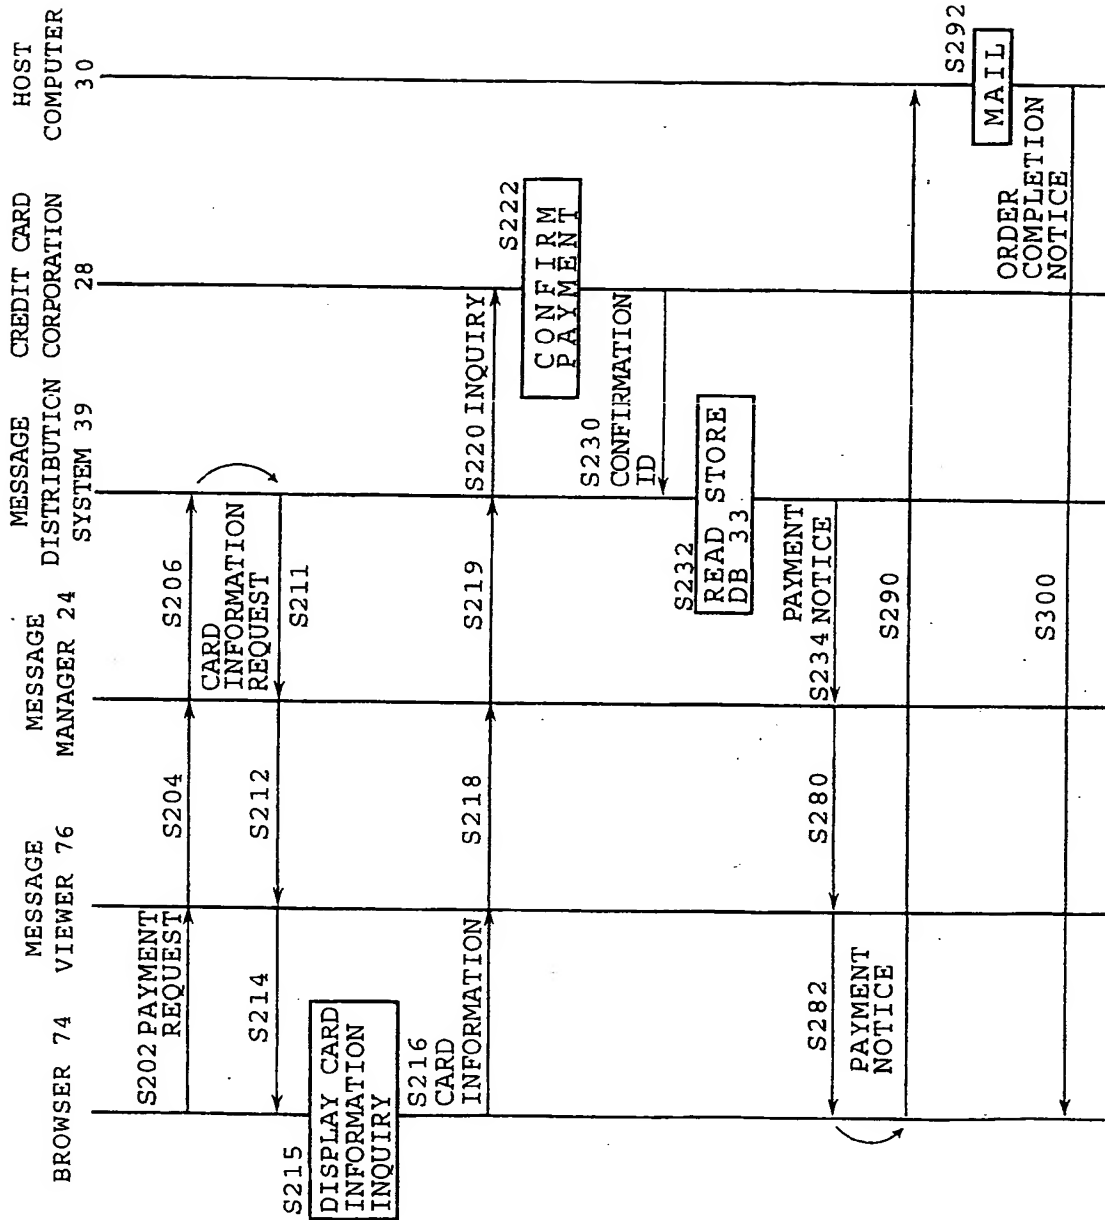 BROWSER 74
MESSAGE
VIEWER 76
MESSAGE
MANAGER 24
MESSAGE
DISTRIBUTION
SYSTEM 39
CREDIT CARD
CORPORATION
28
HOST
COMPUTER
30
S202 PAYMENT
REQUEST
S204
S206
CARD
INFORMATION
REQUEST
S211
S212
S214
S215
DISPLAY CARD
INFORMATION
INQUIRY
S216
CARD
INFORMATION
S218
S219
S220 INQUIRY
S222
CONFIRM
PAYMENT
S230
CONFIRMATION
ID
S232
READ STORE
DB 33
PAYMENT
S234 NOTICE
S280
S282
PAYMENT
NOTICE
S290
S292
MAIL
ORDER
COMPLETION
NOTICE
S300